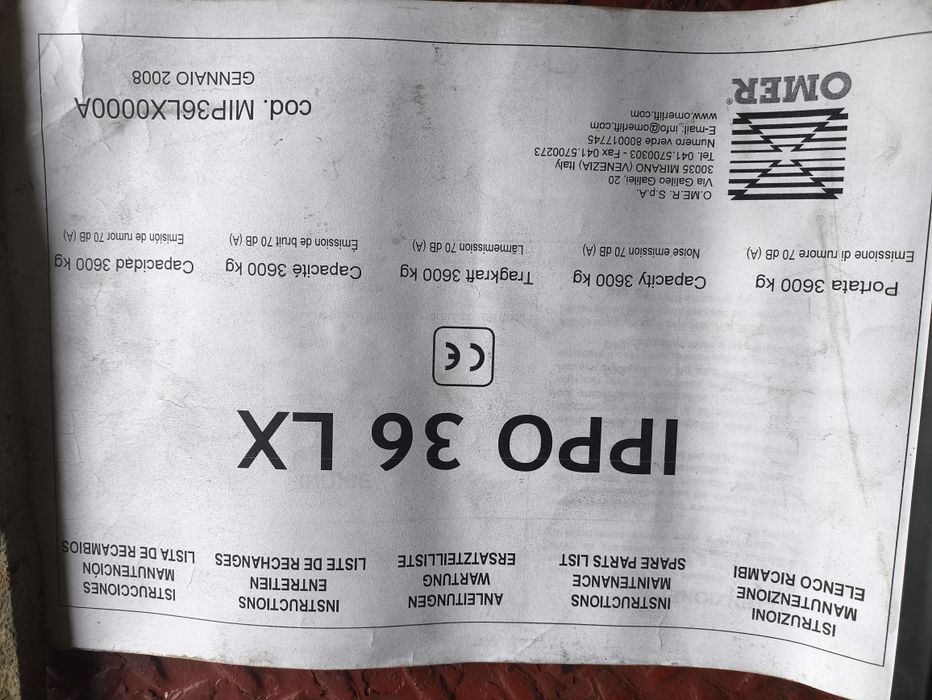 ISTRUZIONI
MANUTENZIONE
ELENCO RICAMBI
INSTRUCTIONS
MAINTENANCE
SPARE PARTS LIST
ANLEITUNGEN
WARTUNG
ERSATZTEILLISTE
INSTRUCTIONS
ENTRETIEN
LISTE DE RECHANGES
ISTRUCCIONES
MANUTENCIÓN
LISTA DE RECAMBIOS
IPPO 36 LX
CE
Portata 3600 kg
Emissione di rumore 70 dB (A)
Capacity 3600 kg
Noise emission 70 dB (A)
Tragkraft 3600 kg
Lärmemission 70 dB (A)
Capacité 3600 kg
Émission de bruit 70 dB (A)
Capacidad 3600 kg
Emisión de rumor 70 dB (A)
OMER®
O.ME.R. S.p.A.
Via Galileo Galilei, 20
30035 MIRANO (VENEZIA) Italy
Tel. 041.5700303 - Fax 041.5700273
Numero verde 800017745
E-mail: info@omerlift.com
www.omerlift.com
cod. MIP36LX0000A
GENNAIO 2008